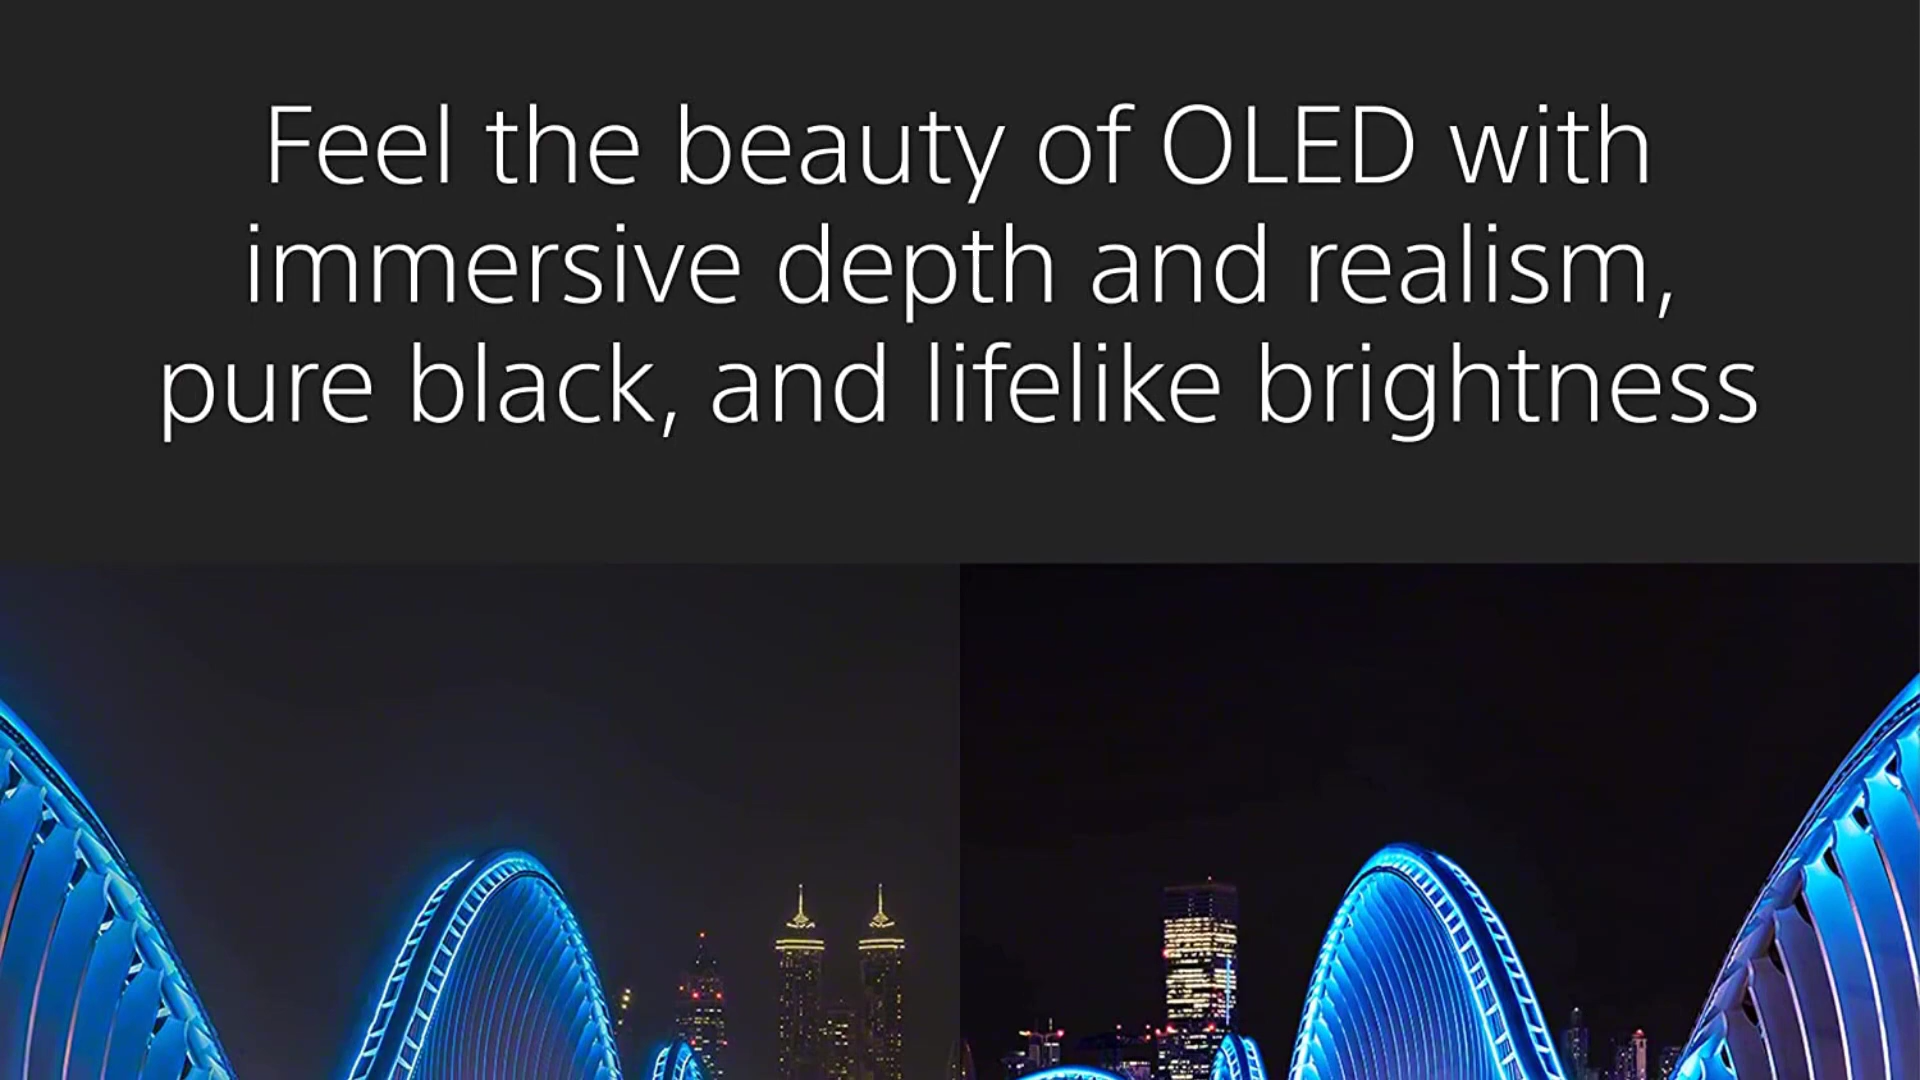 Feel the beauty of OLED with
immersive depth and realism,
pure black, and lifelike brightness